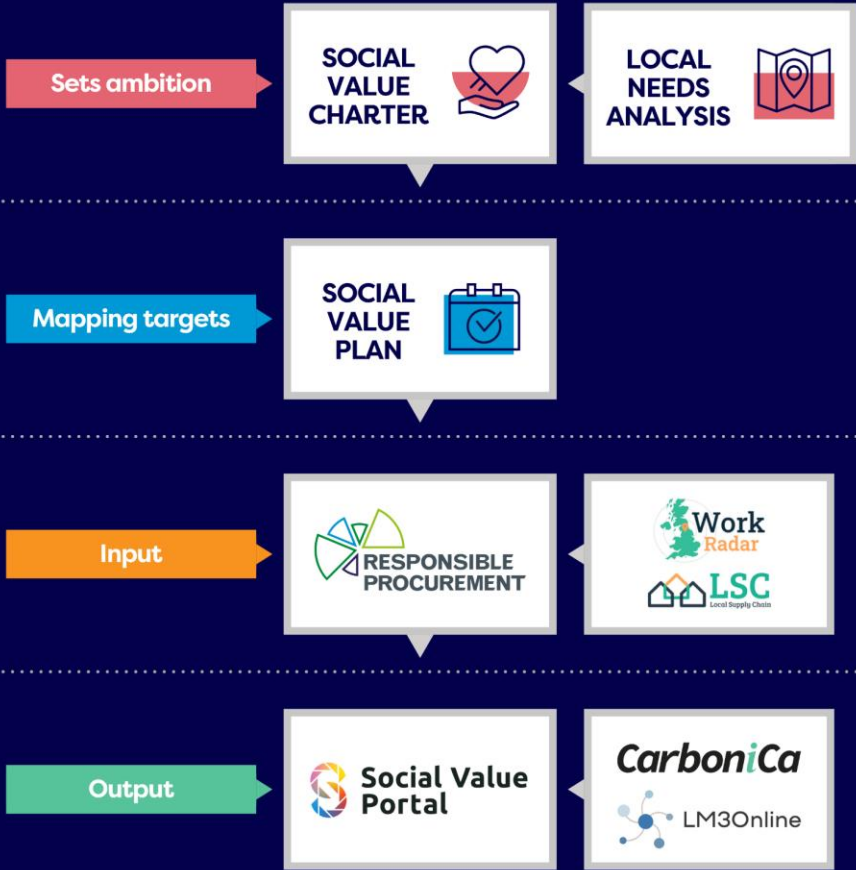 Sets ambition
SOCIAL
VALUE
CHARTER
LOCAL
NEEDS
ANALYSIS
Mapping targets
SOCIAL
VALUE
PLAN
Input
RESPONSIBLE
PROCUREMENT
Work
Radar
LSC
Local Supply Chain
Output
Social Value
Portal
CarboniCa
LM3Online